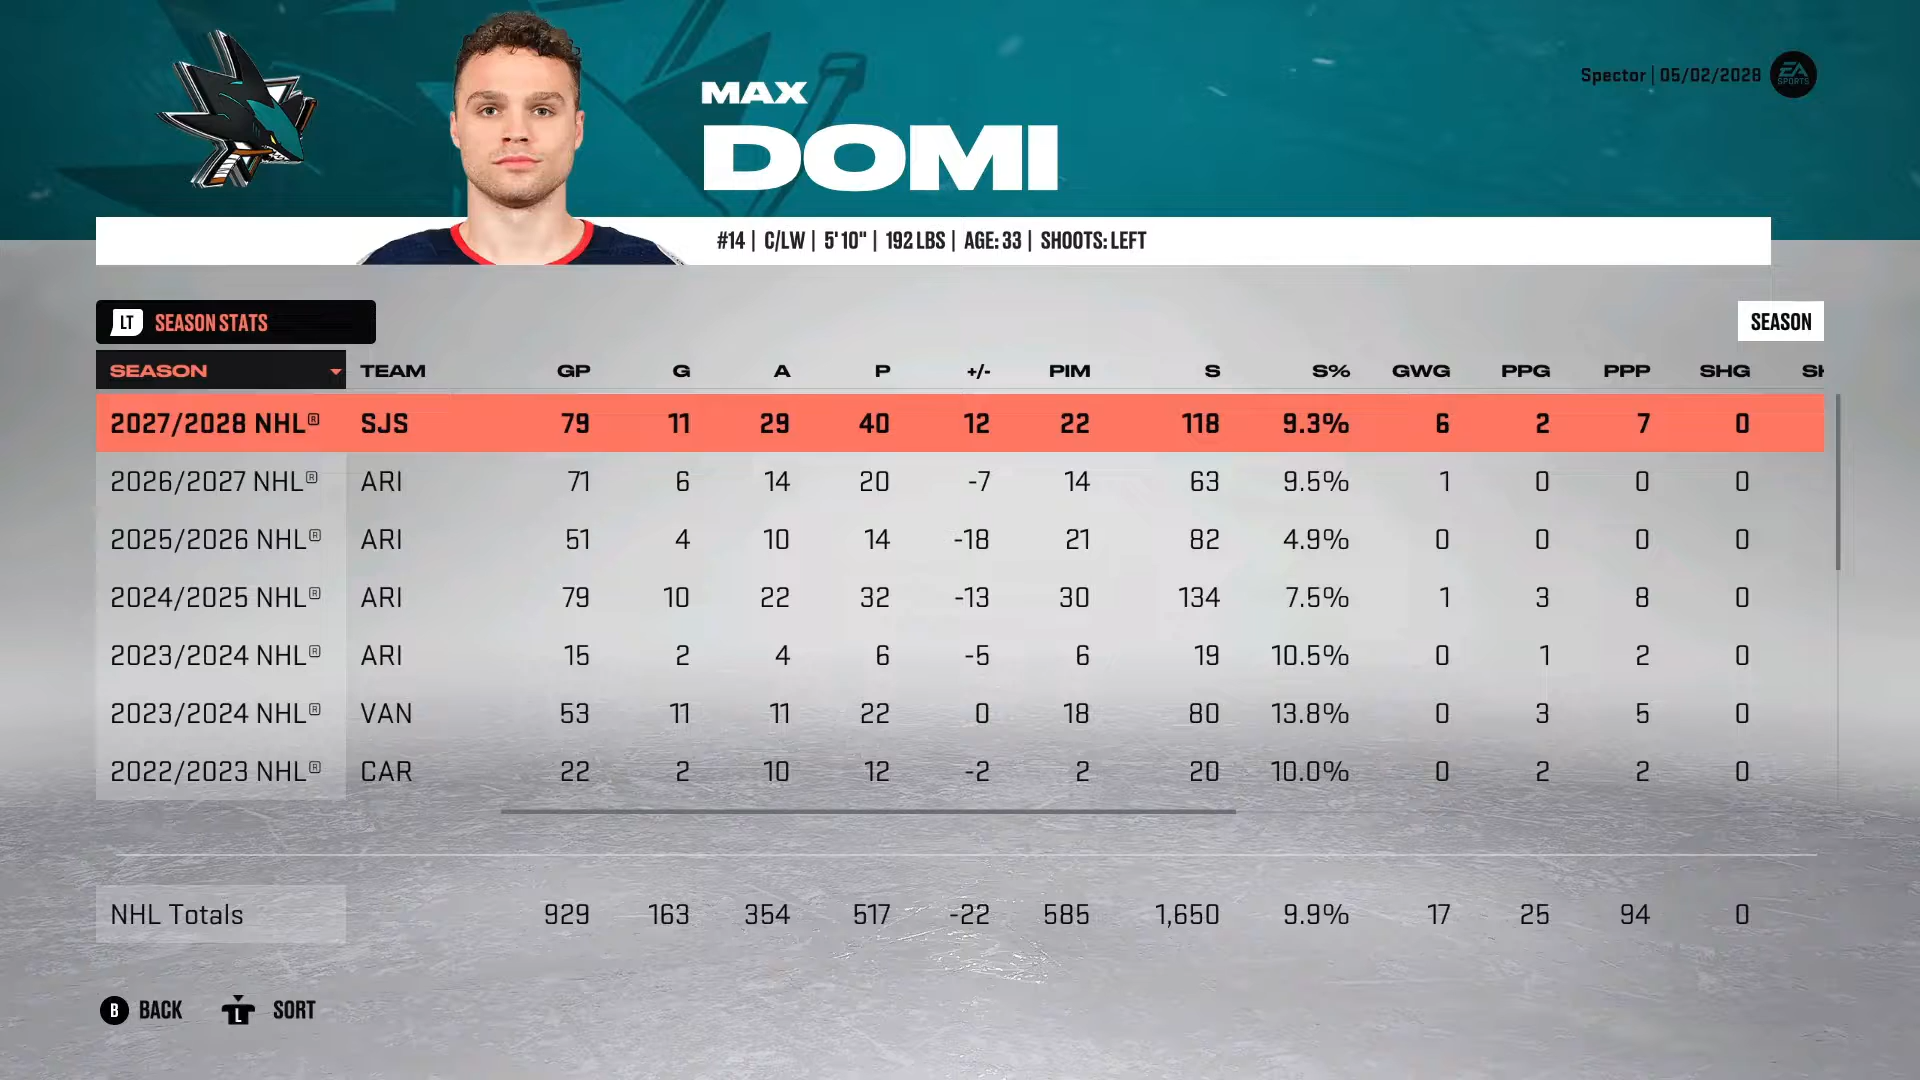 Spector | 05/02/2028 EA SPORTS
MAX
DOMI
#14 | C/LW | 5' 10" | 192 LBS | AGE: 33 | SHOOTS: LEFT
LT SEASON STATS
SEASON
SEASON TEAM GP G A P +/- PIM S S% GWG PPG PPP SHG
2027/2028 NHL® SJS 79 11 29 40 12 22 118 9.3% 6 2 7 0
2026/2027 NHL® ARI 71 6 14 20 -7 14 63 9.5% 1 0 0 0
2025/2026 NHL® ARI 51 4 10 14 -18 21 82 4.9% 0 0 0 0
2024/2025 NHL® ARI 79 10 22 32 -13 30 134 7.5% 1 3 8 0
2023/2024 NHL® ARI 15 2 4 6 -5 6 19 10.5% 0 1 2 0
2023/2024 NHL® VAN 53 11 11 22 0 18 80 13.8% 0 3 5 0
2022/2023 NHL® CAR 22 2 10 12 -2 2 20 10.0% 0 2 2 0
NHL Totals 929 163 354 517 -22 585 1,650 9.9% 17 25 94 0
B BACK L SORT